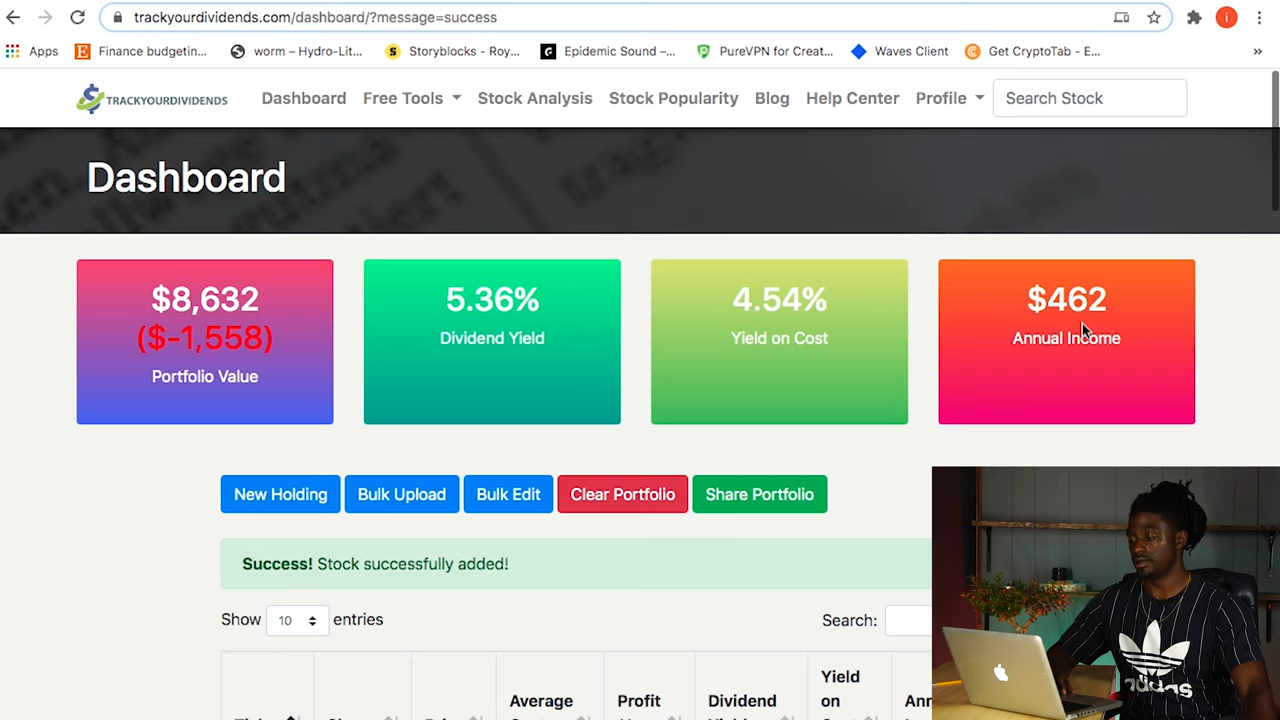 trackyourdividends.com/dashboard/?message=success
i
Apps
Finance budgetin...
worm – Hydro-Lit...
Storyblocks - Roy...
Epidemic Sound –...
PureVPN for Creat...
Waves Client
Get CryptoTab - E...
TRACKYOURDIVIDENDS
Dashboard
Free Tools
Stock Analysis
Stock Popularity
Blog
Help Center
Profile
Search Stock
Dashboard
$8,632
($-1,558)
Portfolio Value
5.36%
Dividend Yield
4.54%
Yield on Cost
$462
Annual Income
New Holding
Bulk Upload
Bulk Edit
Clear Portfolio
Share Portfolio
Success! Stock successfully added!
Show 10 entries
Search:
Average
Profit
Dividend
Yield
on
adidas